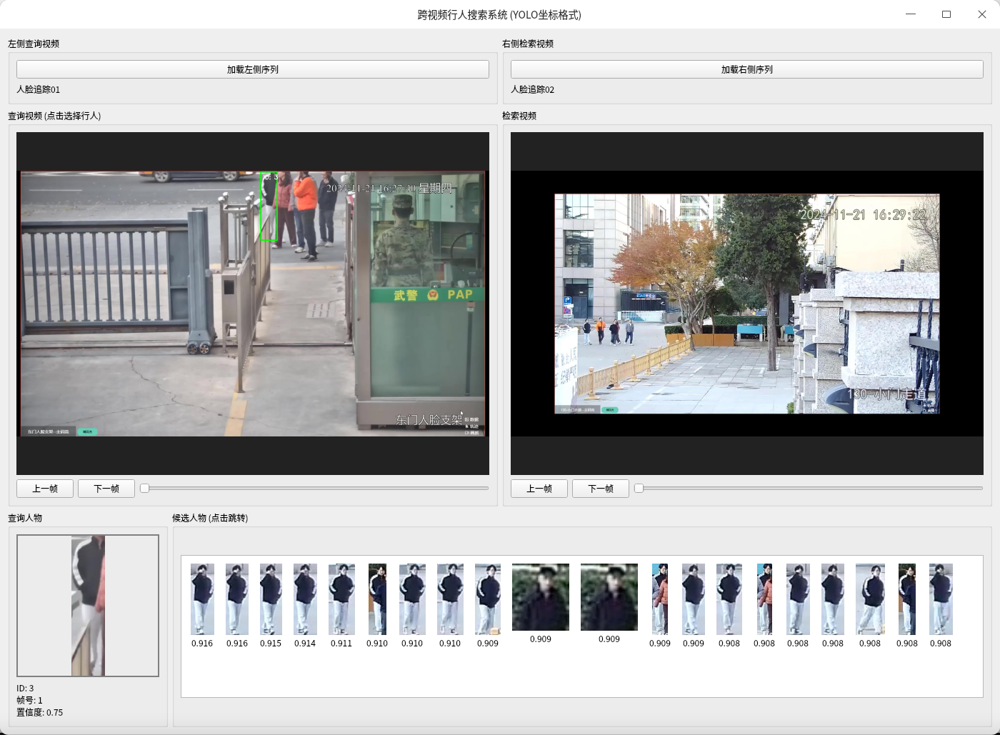 跨视频行人搜索系统 (YOLO坐标格式)
左侧查询视频
右侧检索视频
加载左侧序列
加载右侧序列
人脸追踪01
人脸追踪02
查询视频 (点击选择行人)
检索视频
ID: 3
2024-11-21 16:27:40 星期四
武警 PAP
东门人脸支架
东门人脸支架--主码流
2024-11-21 16:29:22
130-小门走道
上一帧
下一帧
上一帧
下一帧
查询人物
候选人物 (点击跳转)
0.916
0.916
0.915
0.914
0.911
0.910
0.910
0.910
0.909
0.909
0.909
0.909
0.909
0.908
0.908
0.908
0.908
0.908
0.908
0.908
ID: 3
帧号: 1
置信度: 0.75